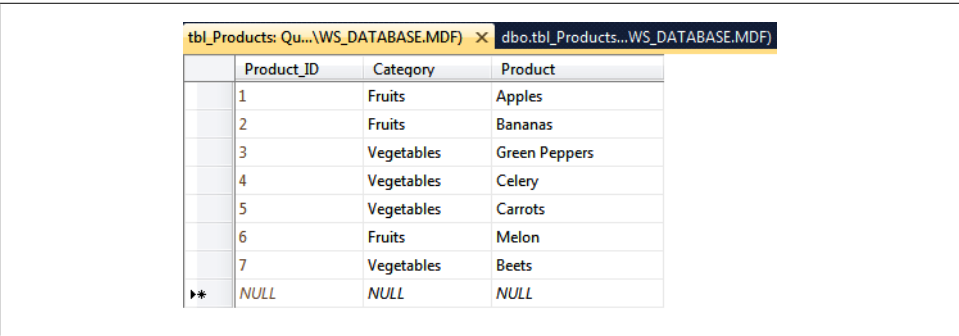 tbl_Products: Qu...\WS_DATABASE.MDF) × dbo.tbl_Products...WS_DATABASE.MDF)
Product_ID Category Product
1 Fruits Apples
2 Fruits Bananas
3 Vegetables Green Peppers
4 Vegetables Celery
5 Vegetables Carrots
6 Fruits Melon
7 Vegetables Beets
NULL NULL NULL